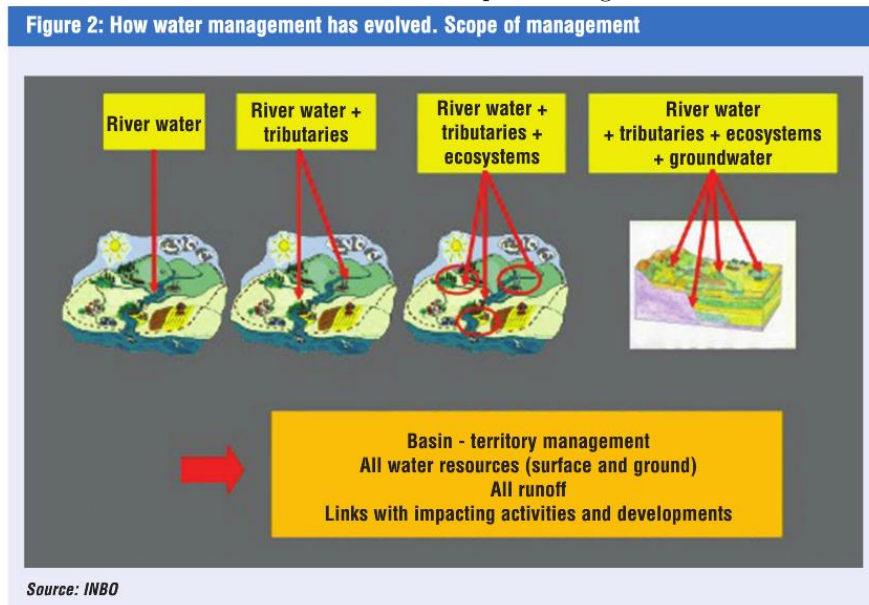 Figure 2: How water management has evolved. Scope of management
River water
River water +
tributaries
River water +
tributaries +
ecosystems
River water
+ tributaries + ecosystems
+ groundwater
Basin - territory management
All water resources (surface and ground)
All runoff
Links with impacting activities and developments
Source: INBO